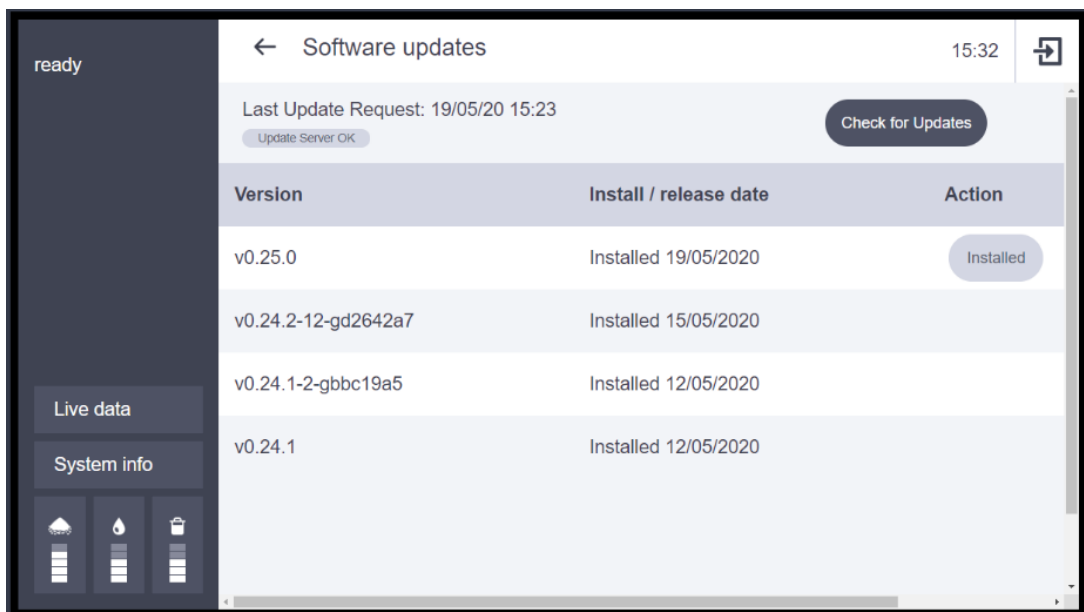 ready
Software updates
15:32
Last Update Request: 19/05/20 15:23
Update Server OK
Check for Updates
Version Install / release date Action
v0.25.0 Installed 19/05/2020 Installed
v0.24.2-12-gd2642a7 Installed 15/05/2020
v0.24.1-2-gbbc19a5 Installed 12/05/2020
v0.24.1 Installed 12/05/2020
Live data
System info